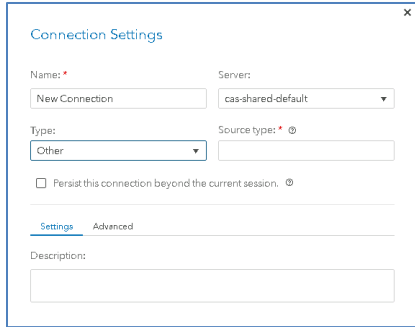 Connection Settings
Name: * Server:
New Connection cas-shared-default
Type: Source type: *
Other
Persist this connection beyond the current session.
Settings Advanced
Description: